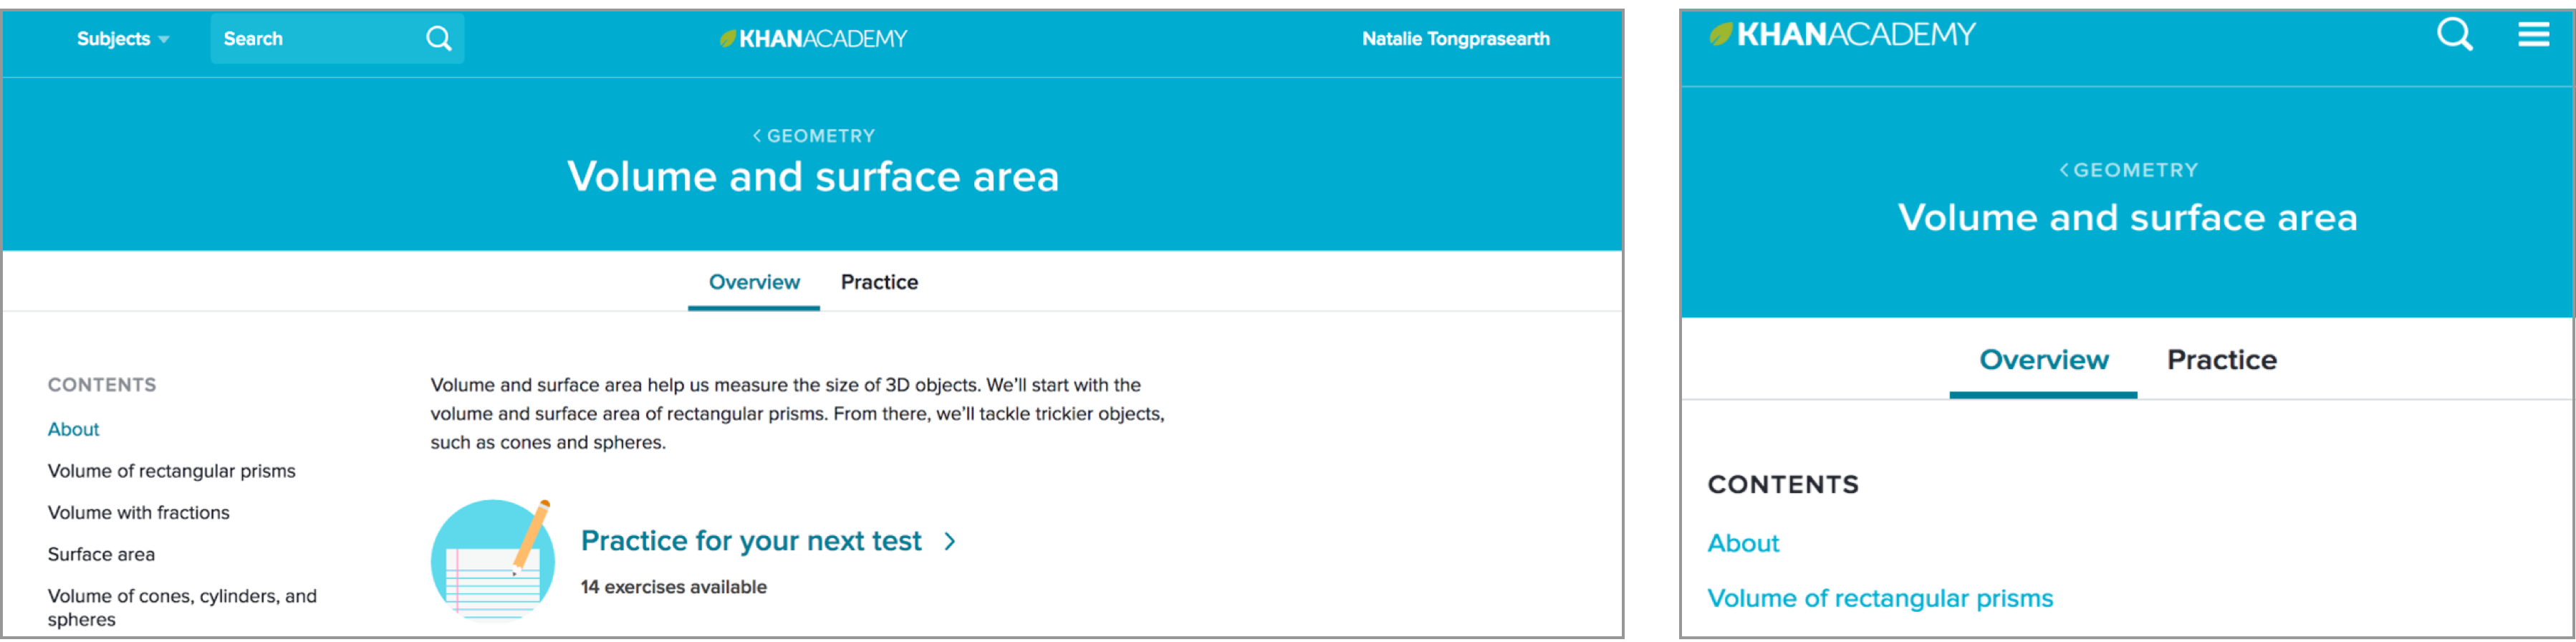 Subjects
Search
KHANACADEMY
Natalie Tongprasearth
< GEOMETRY
Volume and surface area
Overview
Practice
CONTENTS
About
Volume of rectangular prisms
Volume with fractions
Surface area
Volume of cones, cylinders, and
spheres
Volume and surface area help us measure the size of 3D objects. We'll start with the
volume and surface area of rectangular prisms. From there, we'll tackle trickier objects,
such as cones and spheres.
Practice for your next test >
14 exercises available
KHANACADEMY
< GEOMETRY
Volume and surface area
Overview
Practice
CONTENTS
About
Volume of rectangular prisms